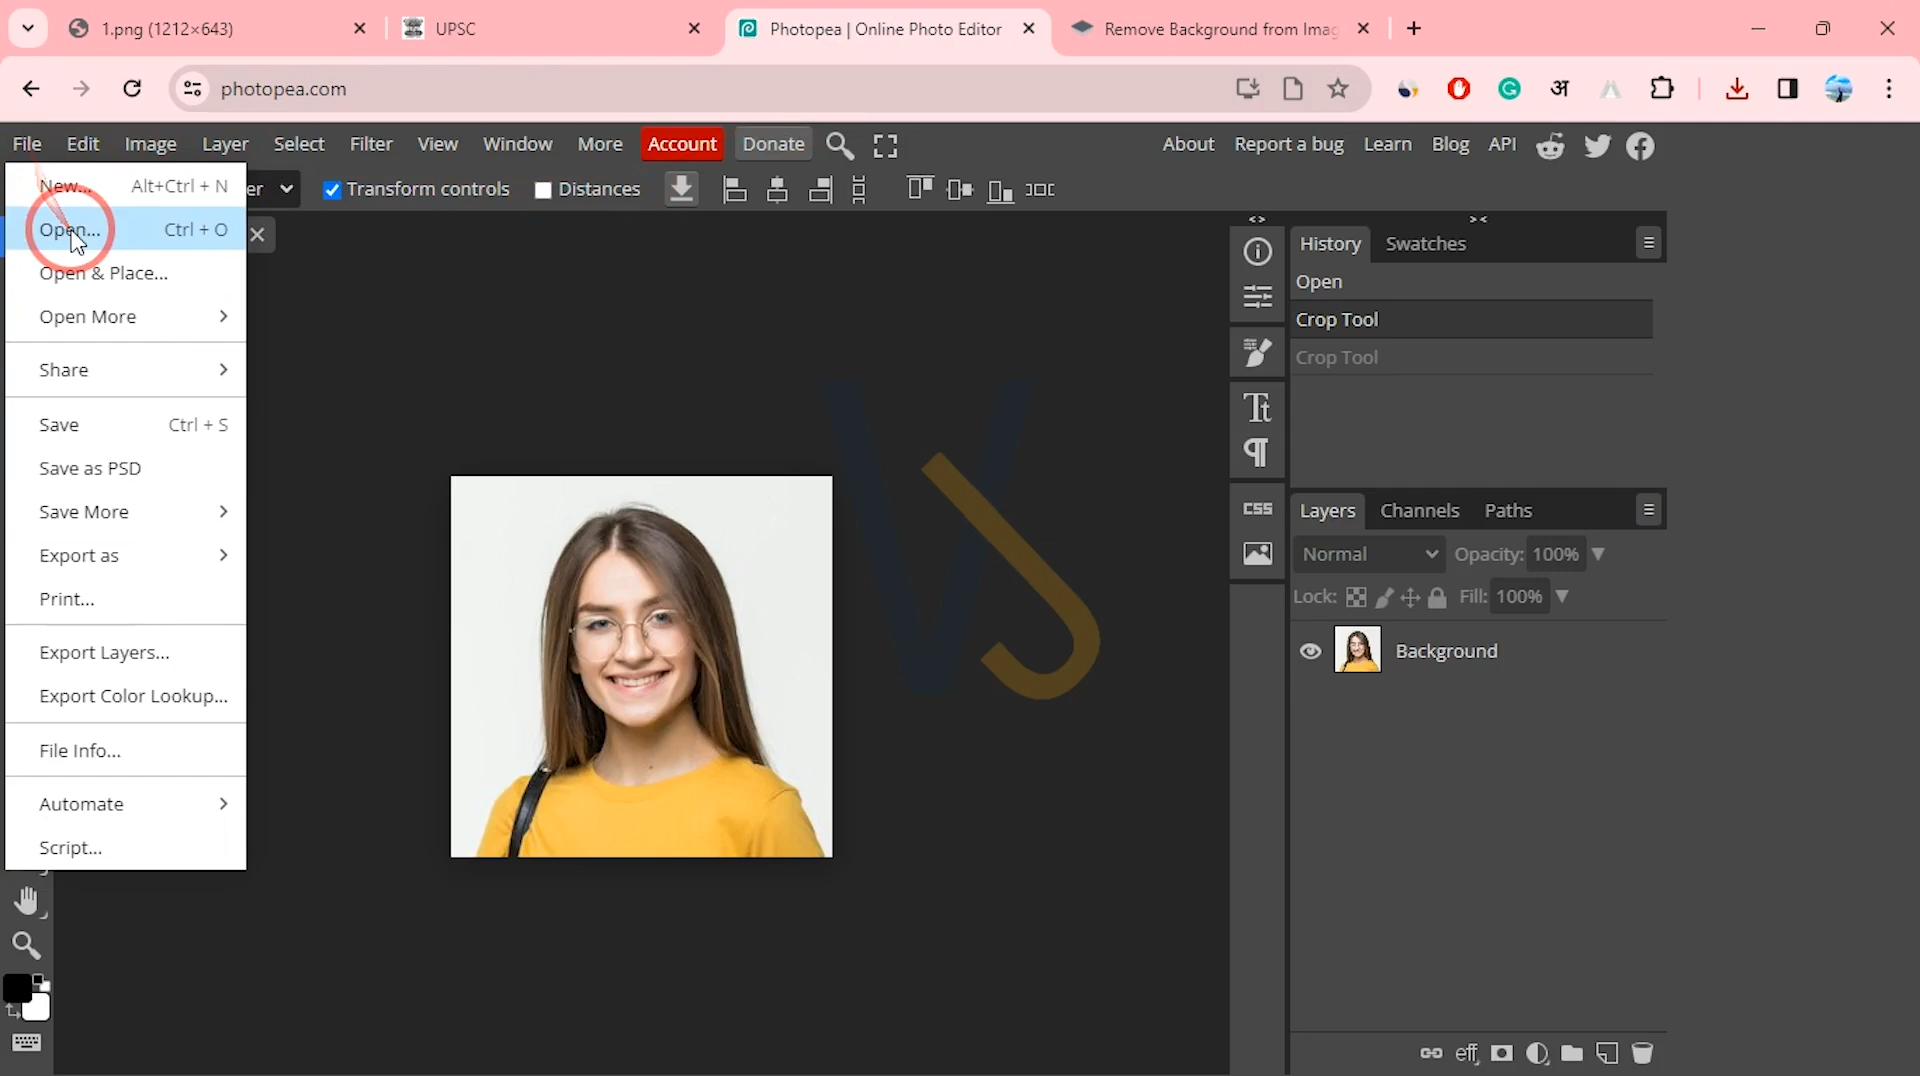 1.png (1212×643)
UPSC
Photopea | Online Photo Editor
Remove Background from Imag
photopea.com
अ
File
Edit
Image
Layer
Select
Filter
View
Window
More
Account
Donate
About
Report a bug
Learn
Blog
API
New... Alt+Ctrl + N
er
Transform controls
Distances
Open... Ctrl + O
Open & Place...
Open More
Share
Save Ctrl + S
Save as PSD
Save More
Export as
Print...
Export Layers...
Export Color Lookup...
File Info...
Automate
Script...
VJ
CSS
History
Swatches
Open
Crop Tool
Crop Tool
Layers
Channels
Paths
Normal
Opacity: 100%
Lock:
Fill: 100%
Background
eff